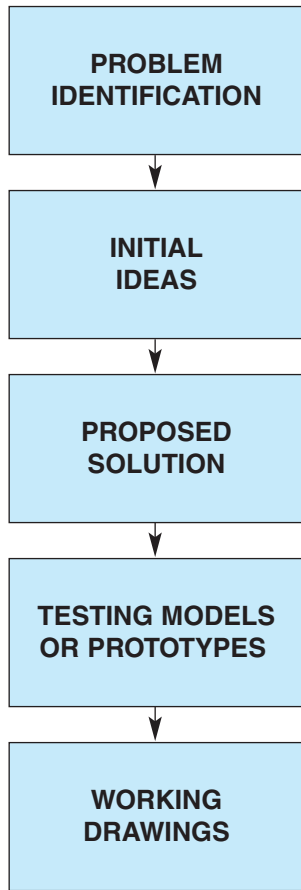 PROBLEM
IDENTIFICATION
INITIAL
IDEAS
PROPOSED
SOLUTION
TESTING MODELS
OR PROTOTYPES
WORKING
DRAWINGS